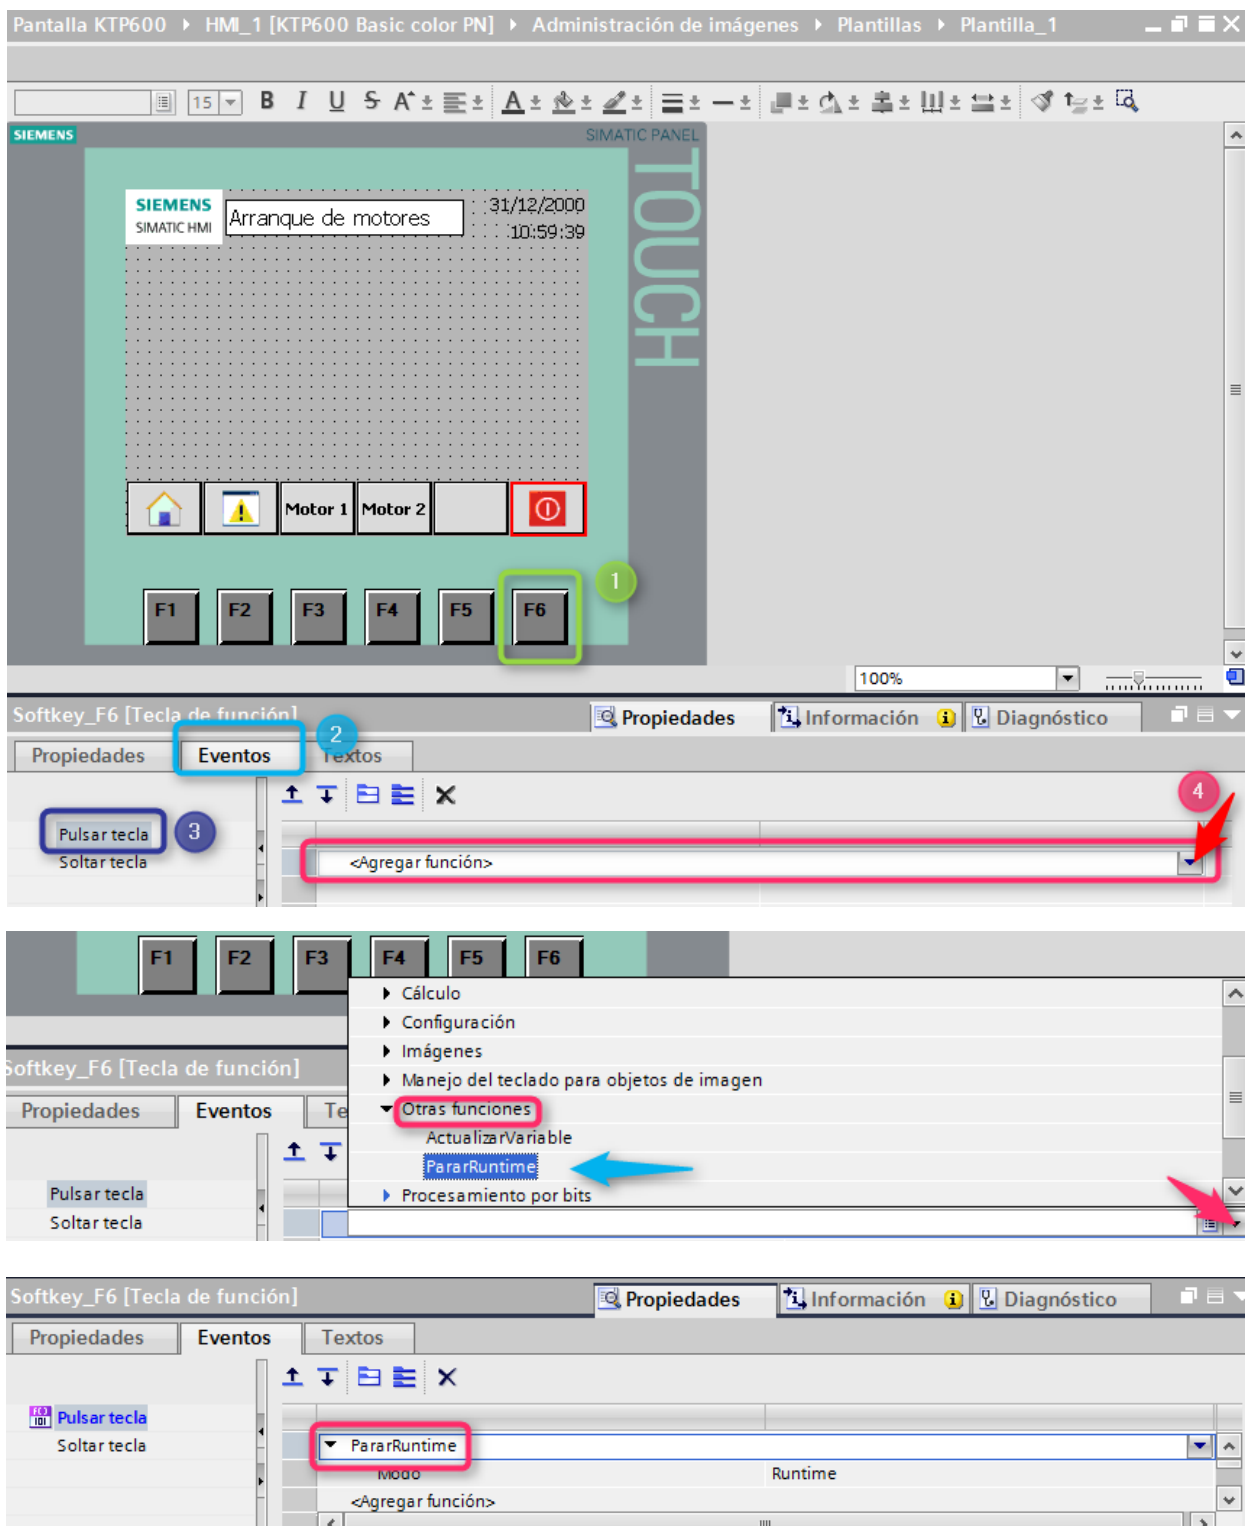 Pantalla KTP600 ▸ HMI_1 [KTP600 Basic color PN] ▸ Administración de imágenes ▸ Plantillas ▸ Plantilla_1
15 B I U S A A
SIEMENS SIMATIC PANEL
TOUCH
SIEMENS
SIMATIC HMI
Arranque de motores
31/12/2000
10:59:39
Motor 1 Motor 2
1
F1 F2 F3 F4 F5 F6
100%
Softkey_F6 [Tecla de función] Propiedades Información Diagnóstico
2
Propiedades Eventos Textos
4
Pulsar tecla 3
Soltar tecla <Agregar función>
F1 F2 F3 F4 F5 F6
Cálculo
Configuración
Imágenes
Softkey_F6 [Tecla de función]
Manejo del teclado para objetos de imagen
Propiedades Eventos Te
Otras funciones
ActualizarVariable
PararRuntime
Pulsar tecla
Procesamiento por bits
Soltar tecla
Softkey_F6 [Tecla de función] Propiedades Información Diagnóstico
Propiedades Eventos Textos
Pulsar tecla
Soltar tecla PararRuntime
Modo Runtime
<Agregar función>